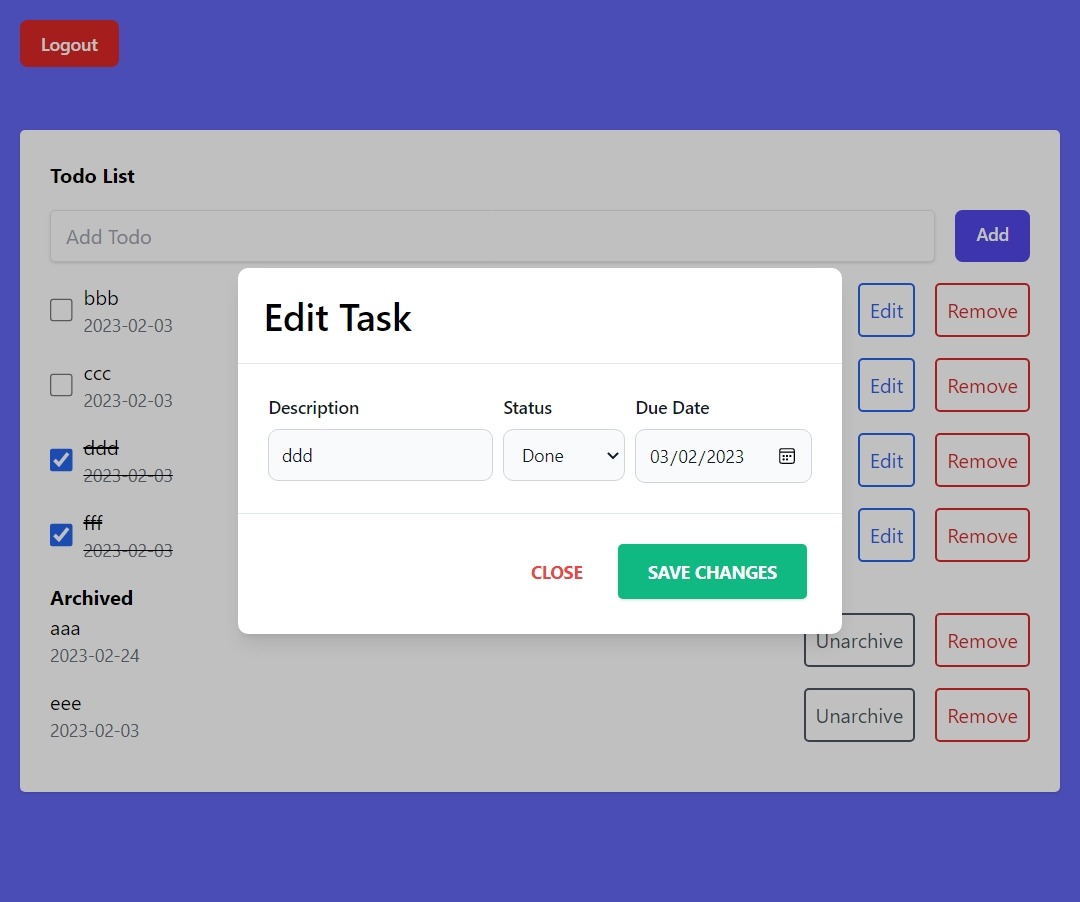 Logout
Todo List
Add Todo
Add
bbb
2023-02-03
Edit Remove
ccc
2023-02-03
Edit Remove
ddd
2023-02-03
Edit Remove
fff
2023-02-03
Edit Remove
Edit Task
Description Status Due Date
ddd Done 03/02/2023
CLOSE SAVE CHANGES
Archived
aaa
2023-02-24
Unarchive Remove
eee
2023-02-03
Unarchive Remove